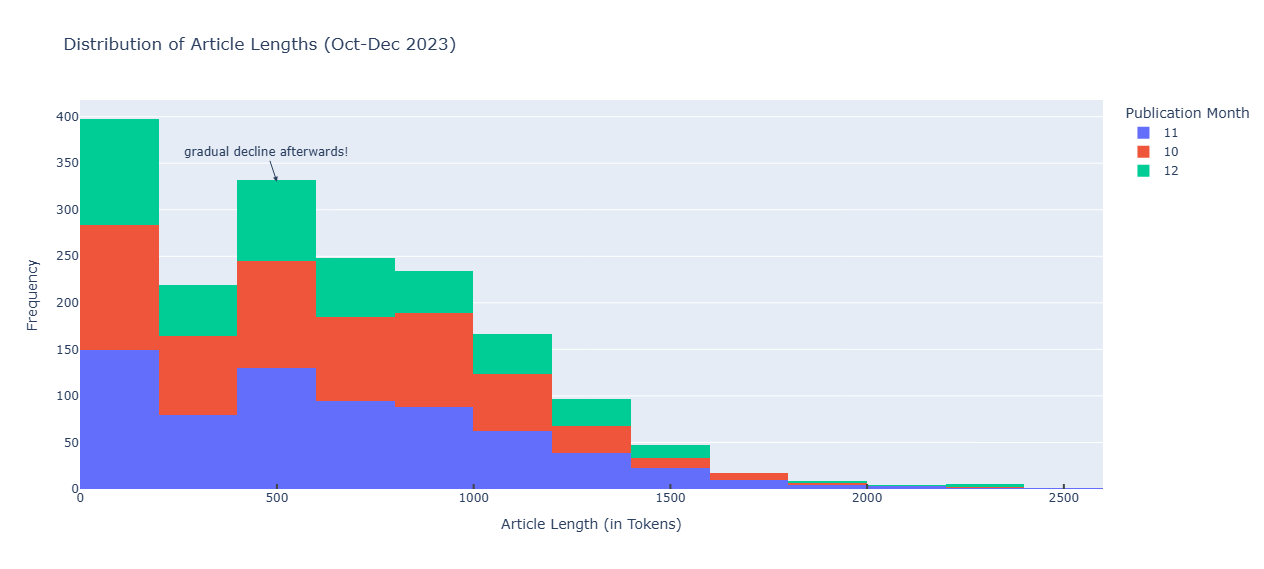 Distribution of Article Lengths (Oct-Dec 2023)
Publication Month
11
10
12
gradual decline afterwards!
Frequency
400
350
300
250
200
150
100
50
0
0 500 1000 1500 2000 2500
Article Length (in Tokens)